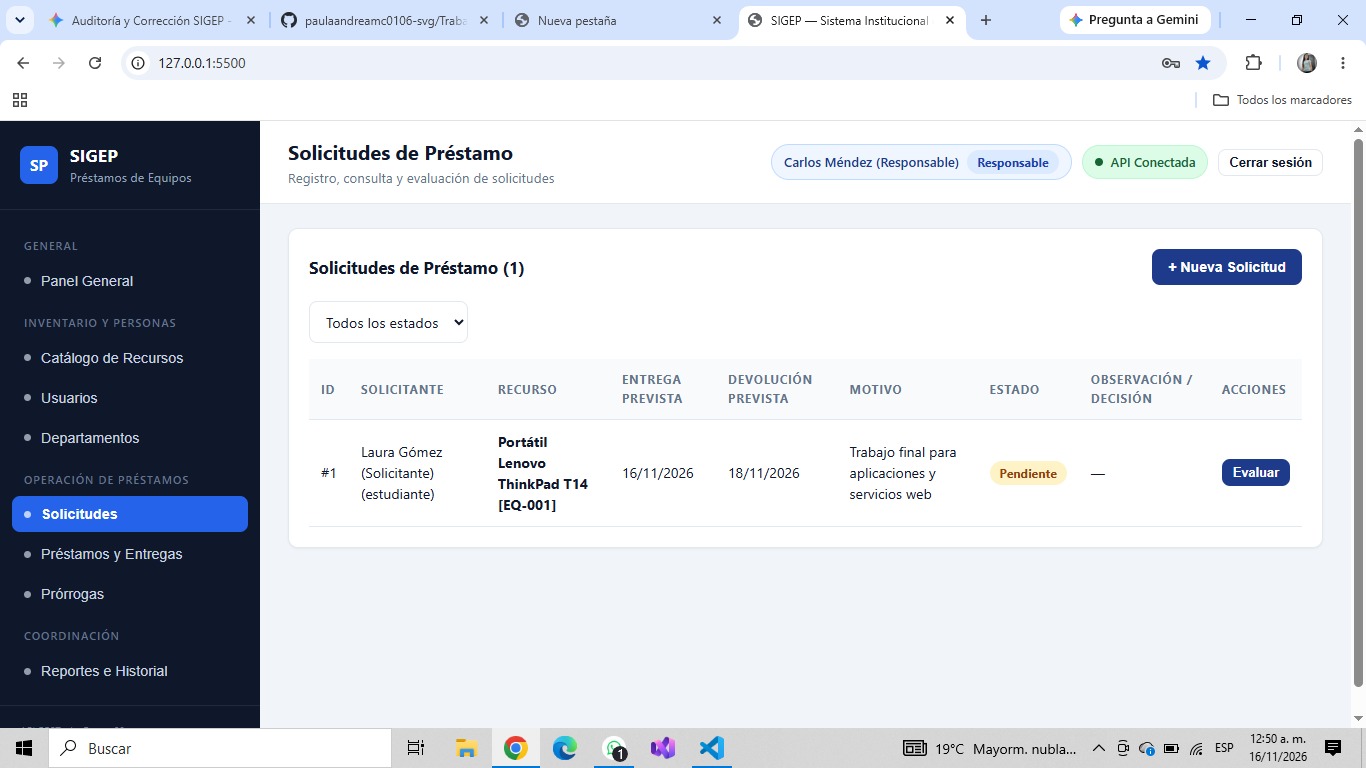 Auditoría y Corrección SIGEP -
paulaandreamc0106-svg/Traba
Nueva pestaña
SIGEP — Sistema Institucional
Pregunta a Gemini
127.0.0.1:5500
Todos los marcadores
SP
SIGEP
Préstamos de Equipos
GENERAL
Panel General
INVENTARIO Y PERSONAS
Catálogo de Recursos
Usuarios
Departamentos
OPERACIÓN DE PRÉSTAMOS
Solicitudes
Préstamos y Entregas
Prórrogas
COORDINACIÓN
Reportes e Historial
Solicitudes de Préstamo
Registro, consulta y evaluación de solicitudes
Carlos Méndez (Responsable) Responsable
API Conectada
Cerrar sesión
Solicitudes de Préstamo (1)
+ Nueva Solicitud
Todos los estados
ID
SOLICITANTE
RECURSO
ENTREGA
PREVISTA
DEVOLUCIÓN
PREVISTA
MOTIVO
ESTADO
OBSERVACIÓN /
DECISIÓN
ACCIONES
#1
Laura Gómez
(Solicitante)
(estudiante)
Portátil
Lenovo
ThinkPad T14
[EQ-001]
16/11/2026
18/11/2026
Trabajo final para
aplicaciones y
servicios web
Pendiente
—
Evaluar
Buscar
1
19°C Mayorm. nubla...
ESP
12:50 a. m.
16/11/2026